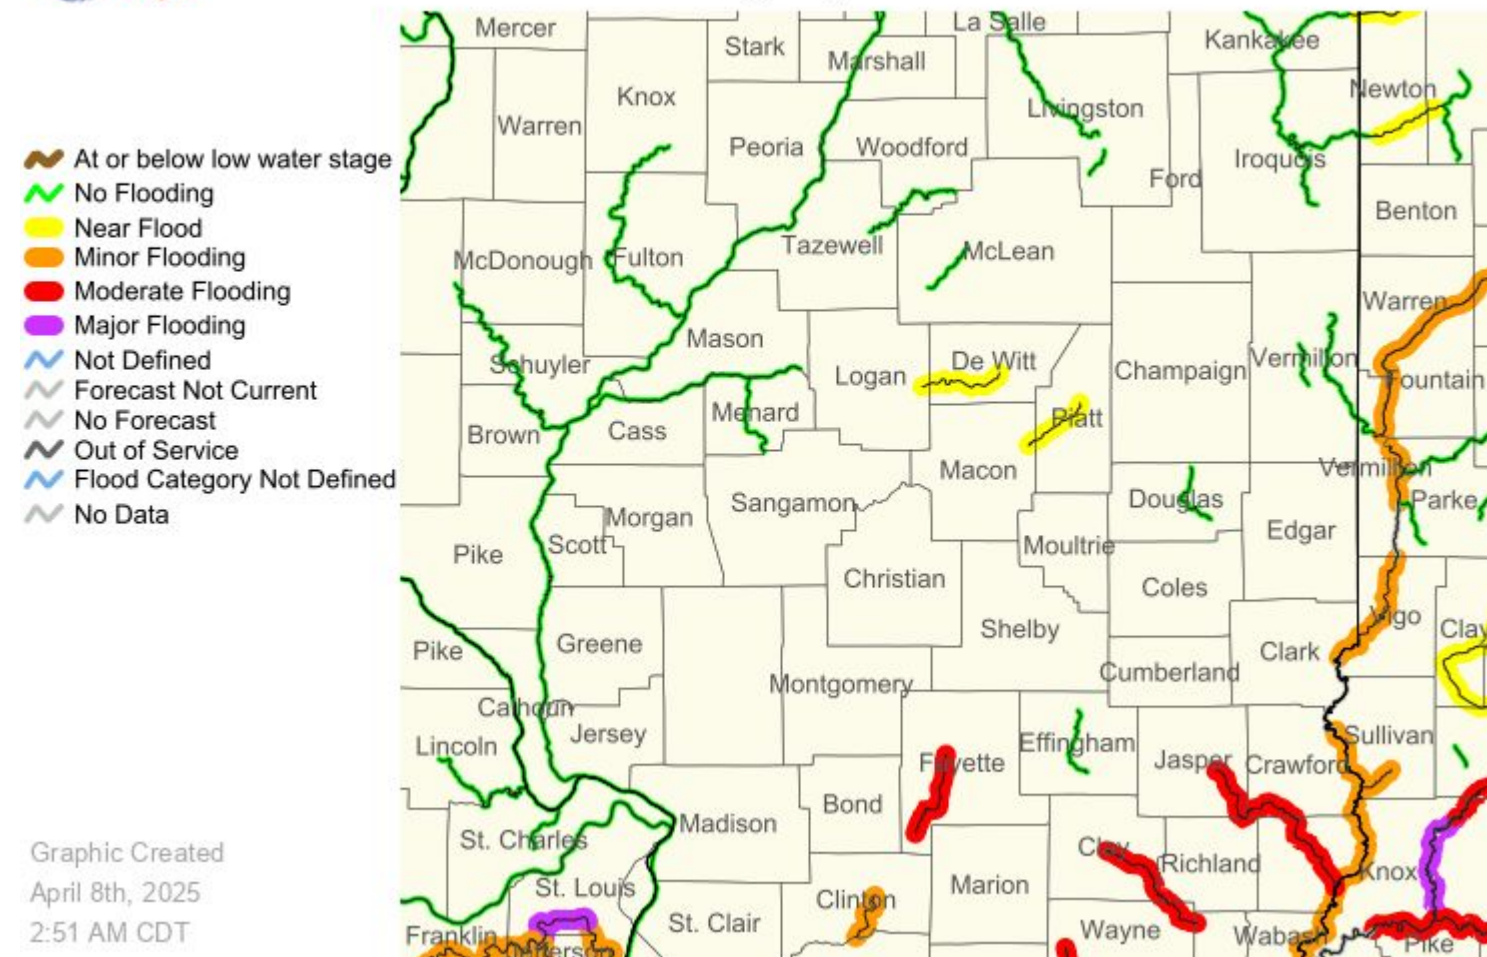 Mercer
La Salle
Stark
Kankakee
Marshall
Knox
Newton
Livingston
Warren
Peoria
Woodford
Iroquois
Ford
At or below low water stage
No Flooding
Near Flood
Minor Flooding
Moderate Flooding
Major Flooding
Not Defined
Forecast Not Current
No Forecast
Out of Service
Flood Category Not Defined
No Data
Benton
Tazewell
McLean
McDonough
Fulton
Warren
Mason
Schuyler
De Witt
Vermilion
Logan
Champaign
Fountain
Menard
Piatt
Brown
Cass
Macon
Vermillion
Sangamon
Douglas
Parke
Morgan
Edgar
Scott
Moultrie
Pike
Christian
Coles
Vigo
Shelby
Clay
Greene
Pike
Clark
Cumberland
Montgomery
Calhoun
Jersey
Sullivan
Lincoln
Effingham
Fayette
Jasper
Crawford
Bond
Madison
St. Charles
Clay
Richland
Knox
St. Louis
Marion
Clinton
St. Clair
Wayne
Franklin
Wabash
Pike
Jefferson
Graphic Created
April 8th, 2025
2:51 AM CDT